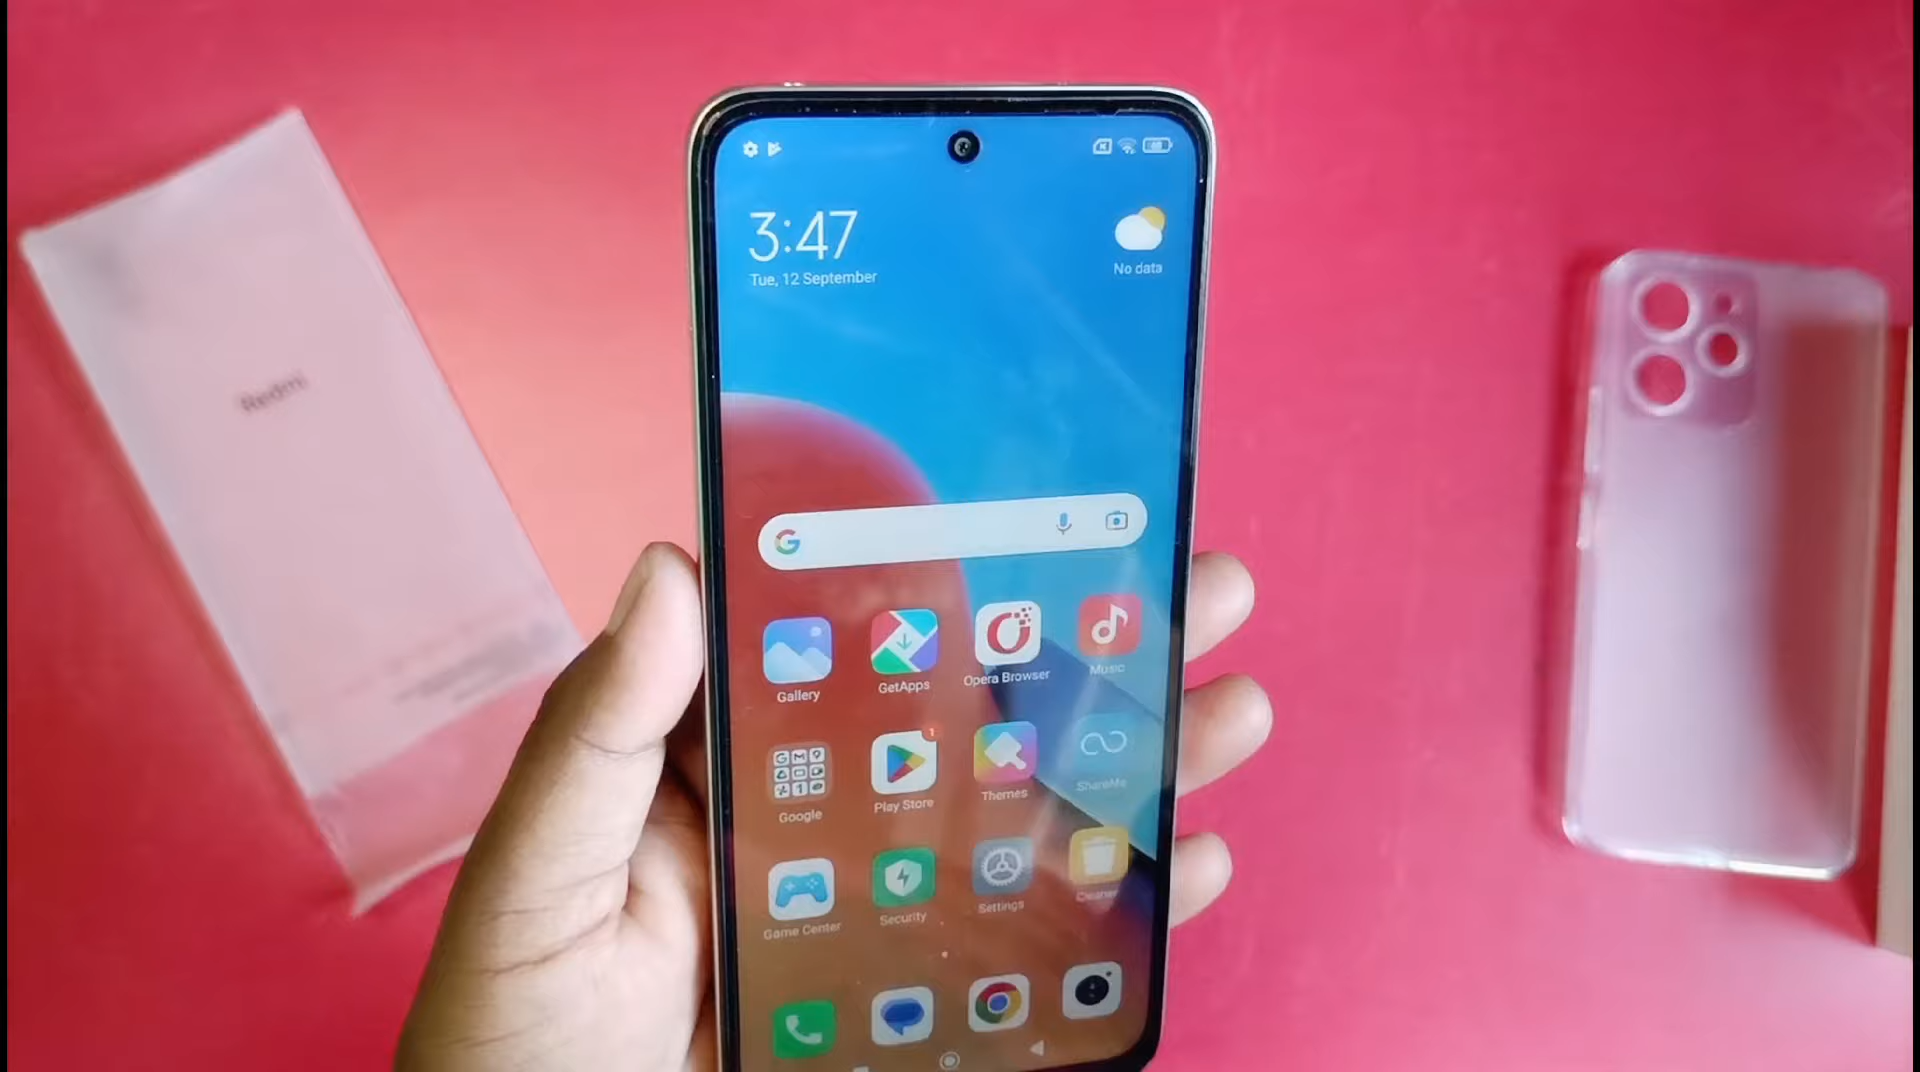 Redmi
3:47
Tue, 12 September
No data
Gallery
GetApps
Opera Browser
Music
Google
Play Store
1
Themes
ShareMe
Game Center
Security
Settings
Cleaner